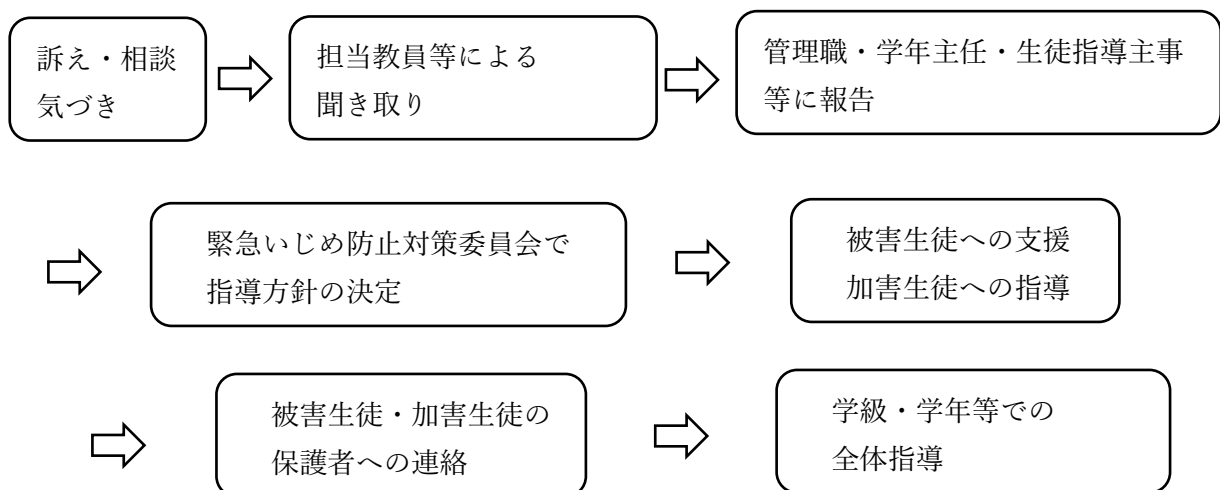 訴え・相談
気づき
担当教員等による
聞き取り
管理職・学年主任・生徒指導主事
等に報告
緊急いじめ防止対策委員会で
指導方針の決定
被害生徒への支援
加害生徒への指導
被害生徒・加害生徒の
保護者への連絡
学級・学年等での
全体指導